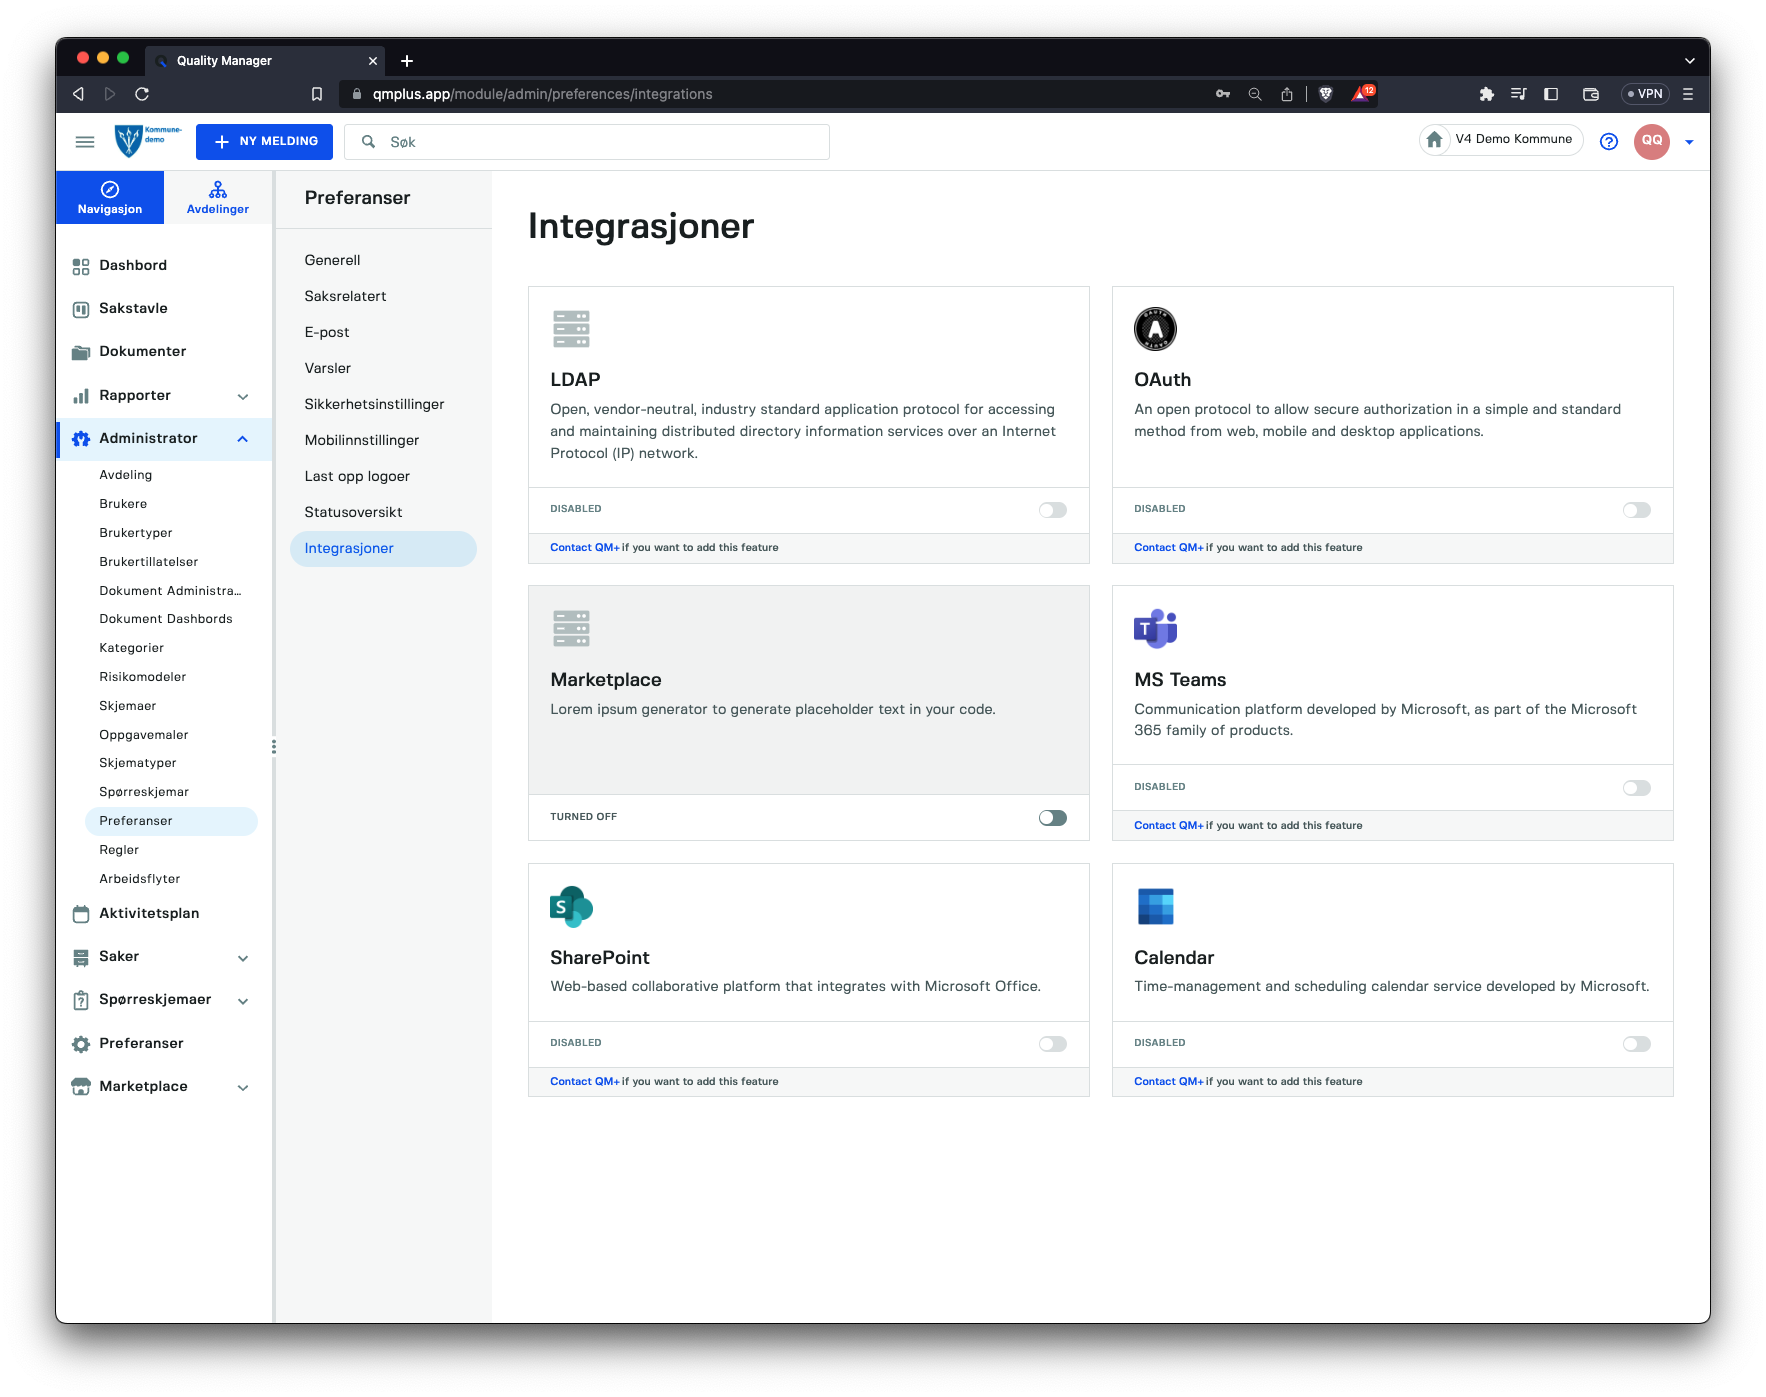 Quality Manager
qmplus.app/module/admin/preferences/integrations
12
VPN
Kommune-
demo
NY MELDING
Søk
V4 Demo Kommune
QQ
Navigasjon
Avdelinger
Dashbord
Sakstavle
Dokumenter
Rapporter
Administrator
Avdeling
Brukere
Brukertyper
Brukertillatelser
Dokument Administra...
Dokument Dashbords
Kategorier
Risikomodeler
Skjemaer
Oppgavemaler
Skjematyper
Spørreskjemar
Preferanser
Regler
Arbeidsflyter
Aktivitetsplan
Saker
Spørreskjemaer
Preferanser
Marketplace
Preferanser
Generell
Saksrelatert
E-post
Varsler
Sikkerhetsinstillinger
Mobilinnstillinger
Last opp logoer
Statusoversikt
Integrasjoner
Integrasjoner
LDAP
Open, vendor-neutral, industry standard application protocol for accessing
and maintaining distributed directory information services over an Internet
Protocol (IP) network.
DISABLED
Contact QM+ if you want to add this feature
OAUTH
A
OAUTH
OAuth
An open protocol to allow secure authorization in a simple and standard
method from web, mobile and desktop applications.
DISABLED
Contact QM+ if you want to add this feature
Marketplace
Lorem ipsum generator to generate placeholder text in your code.
TURNED OFF
T
MS Teams
Communication platform developed by Microsoft, as part of the Microsoft
365 family of products.
DISABLED
Contact QM+ if you want to add this feature
S
SharePoint
Web-based collaborative platform that integrates with Microsoft Office.
DISABLED
Contact QM+ if you want to add this feature
Calendar
Time-management and scheduling calendar service developed by Microsoft.
DISABLED
Contact QM+ if you want to add this feature